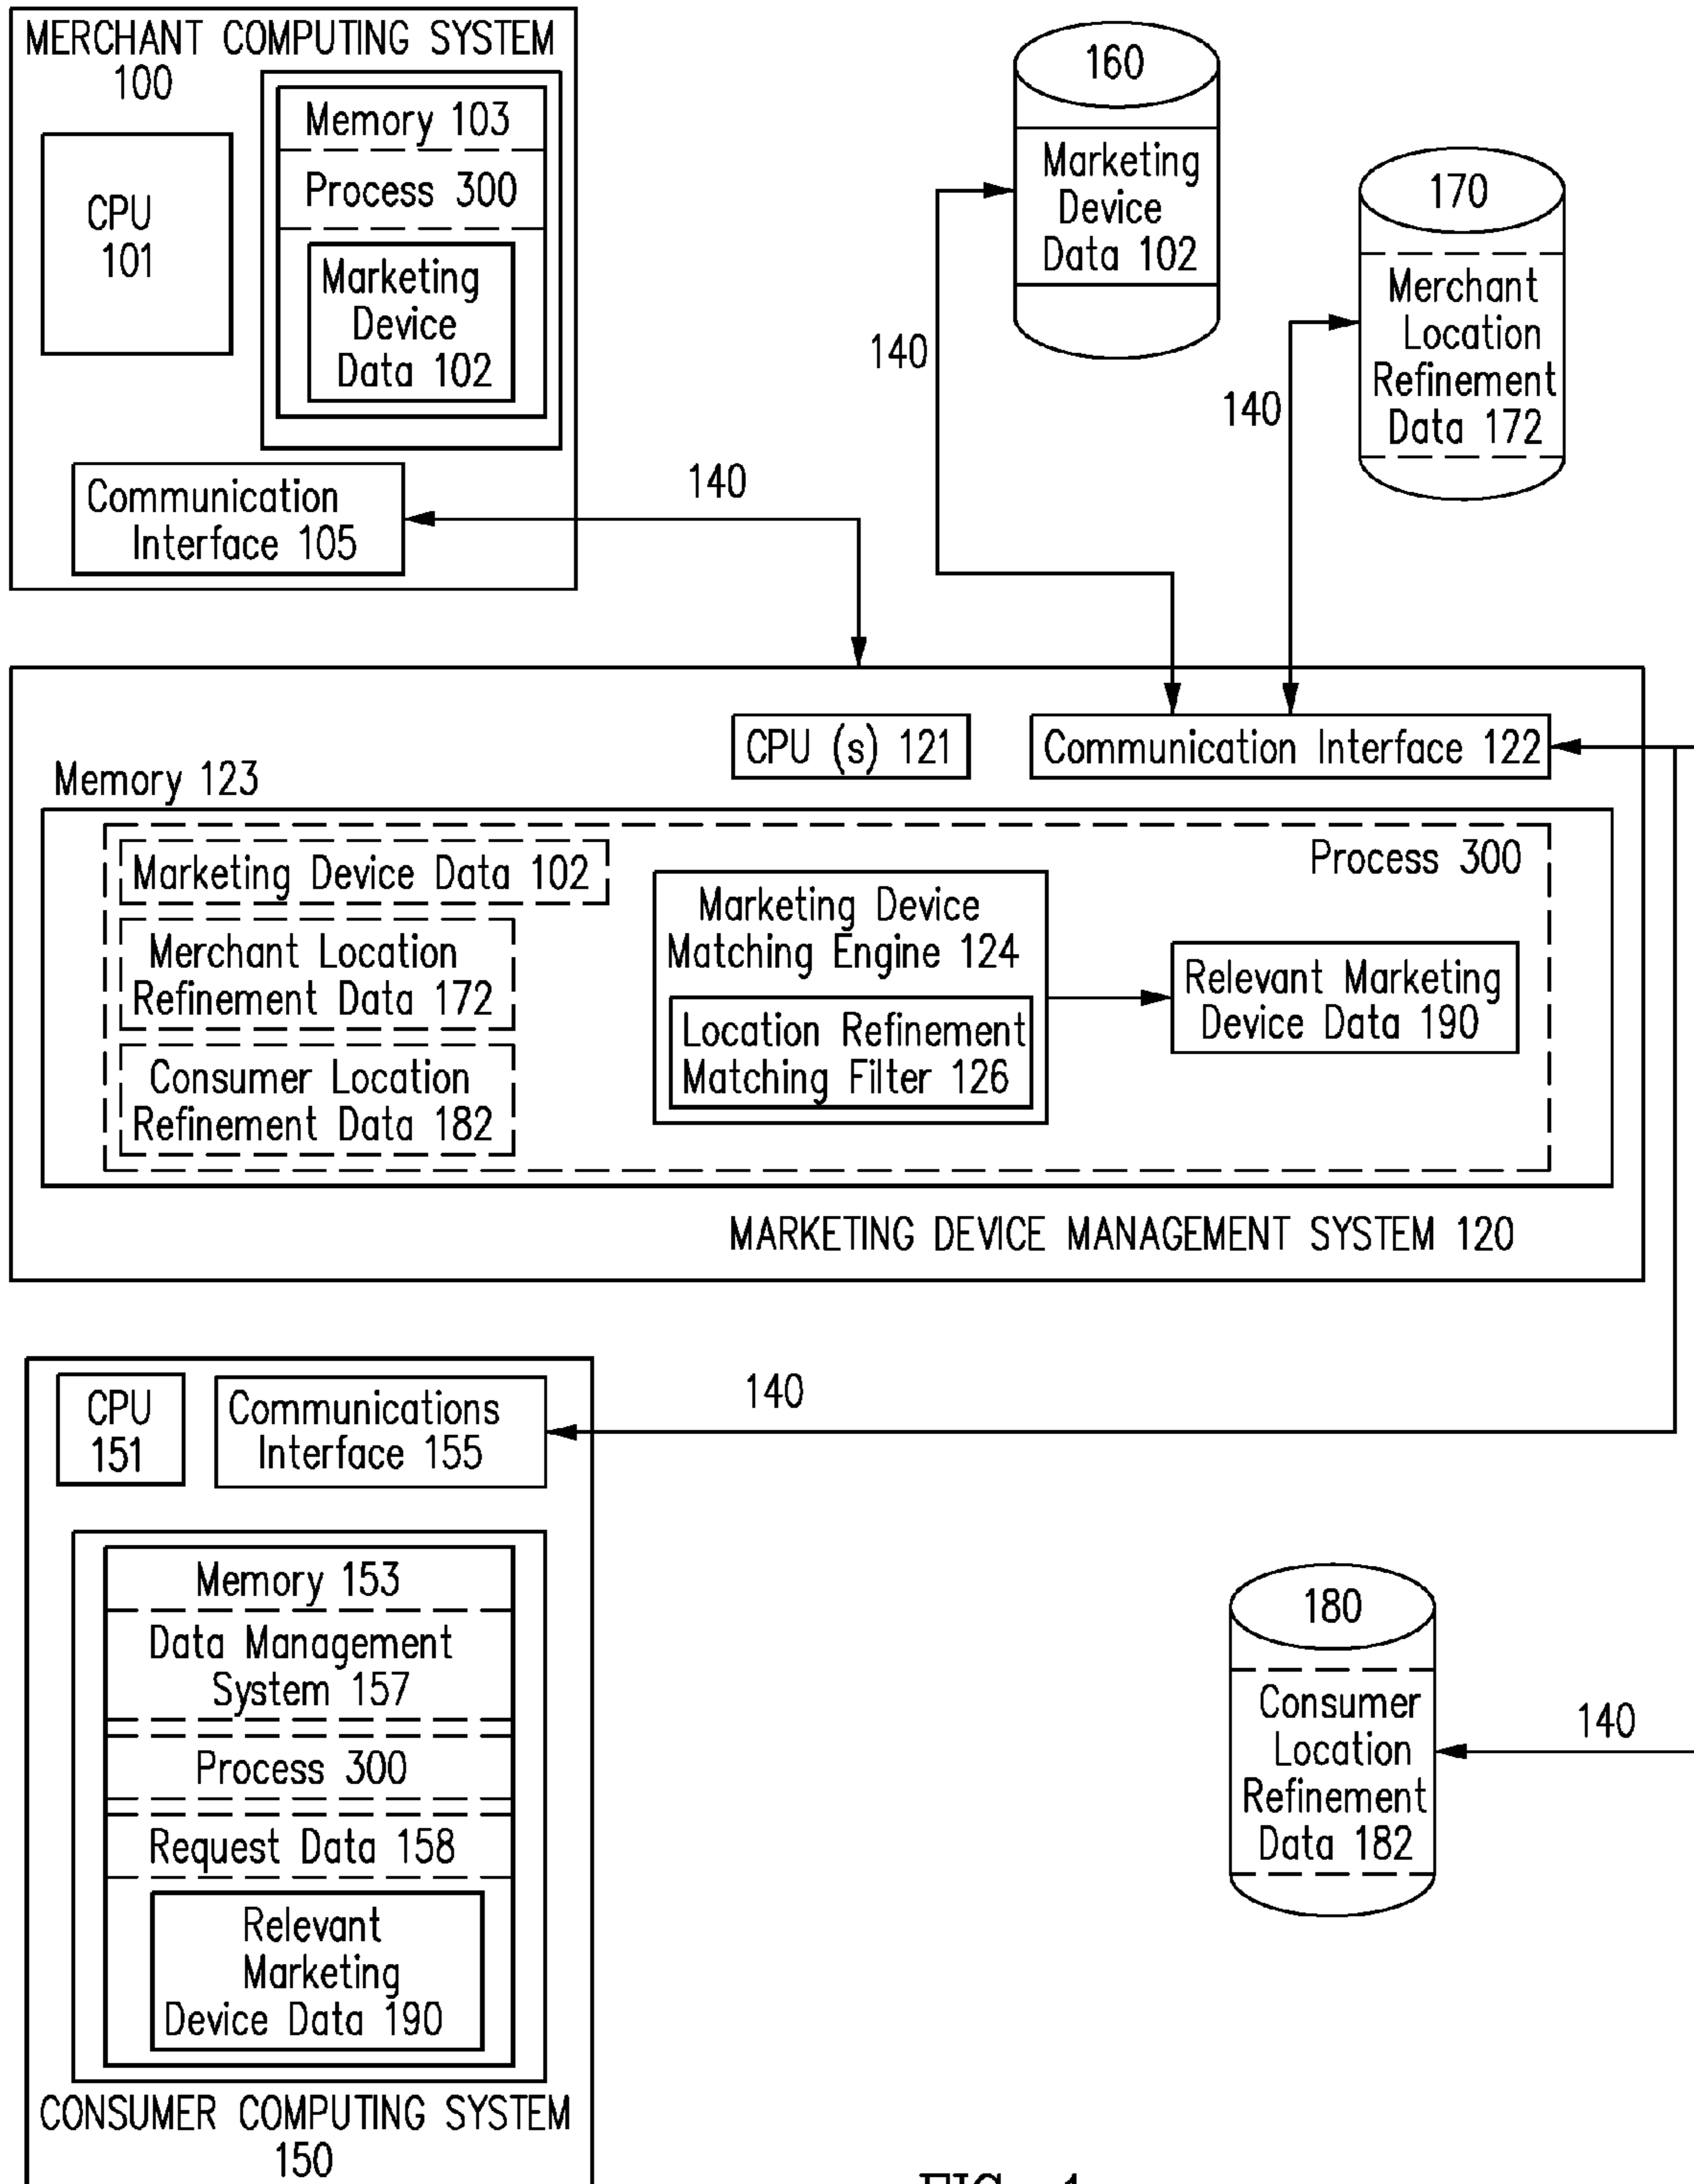 MERCHANT COMPUTING SYSTEM
100
CPU
101
Memory 103
Process 300
Marketing
Device
Data 102
Communication
Interface 105
140
160
Marketing
Device
Data 102
140
170
Merchant
Location
Refinement
Data 172
140
CPU (s) 121
Communication Interface 122
Memory 123
Process 300
Marketing Device Data 102
Merchant Location
Refinement Data 172
Consumer Location
Refinement Data 182
Marketing Device
Matching Engine 124
Location Refinement
Matching Filter 126
Relevant Marketing
Device Data 190
MARKETING DEVICE MANAGEMENT SYSTEM 120
CPU
151
Communications
Interface 155
140
Memory 153
Data Management
System 157
Process 300
Request Data 158
Relevant
Marketing
Device Data 190
CONSUMER COMPUTING SYSTEM
150
180
Consumer
Location
Refinement
Data 182
140